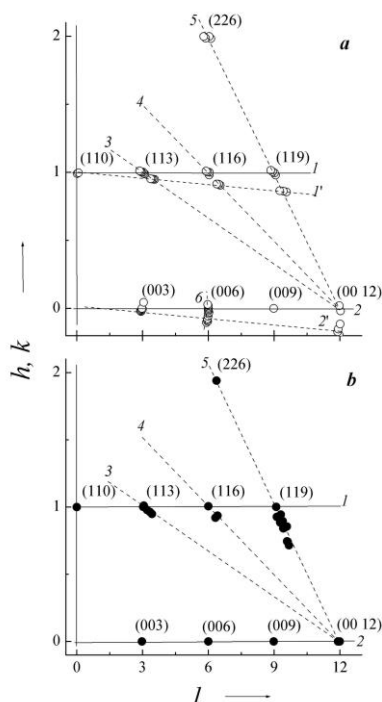 5 (226) a
2
4
3
(110) (113) (116) (119) 1
1
1'
(003) 6 (006) (009) (00 12)
0 2
2'
h, k
5 (226) b
2
4
3
(110) (113) (116) (119) 1
1
(003) (006) (009) (00 12)
0 2
0 3 6 9 12
l